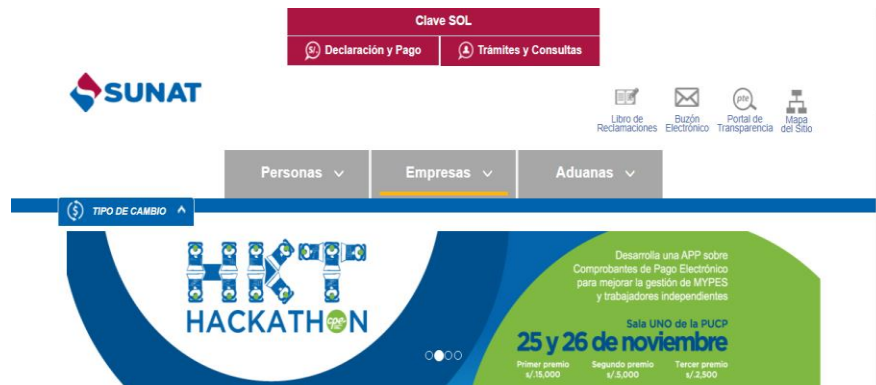 Clave SOL
S/. Declaración y Pago
Trámites y Consultas
SUNAT
pte
Libro de
Reclamaciones
Buzón
Electrónico
Portal de
Transparencia
Mapa
del Sitio
Personas
Empresas
Aduanas
$ TIPO DE CAMBIO
HKT
HACKATHON
cpe
Desarrolla una APP sobre
Comprobantes de Pago Electrónico
para mejorar la gestión de MYPES
y trabajadores independientes
Sala UNO de la PUCP
25 y 26 de noviembre
Primer premio
s/.15,000
Segundo premio
s/.5,000
Tercer premio
s/.2,500